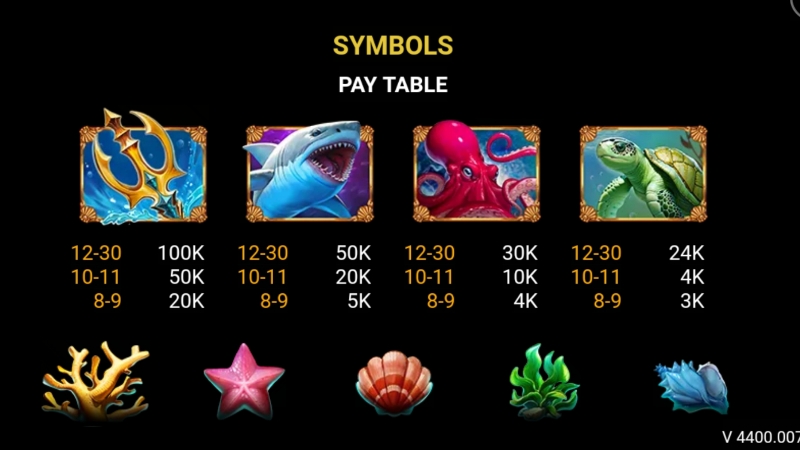 SYMBOLS
PAY TABLE
12-30 100K 12-30 50K 12-30 30K 12-30 24K
10-11 50K 10-11 20K 10-11 10K 10-11 4K
8-9 20K 8-9 5K 8-9 4K 8-9 3K
V 4400.007